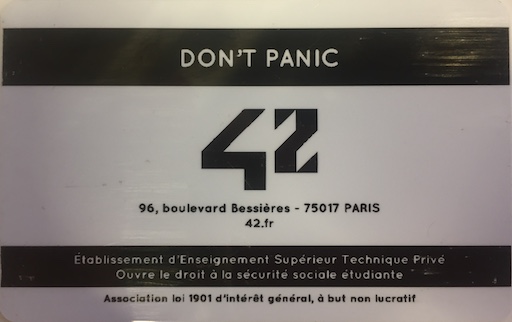 DON'T PANIC
42
96, boulevard Bessières - 75017 PARIS
42.fr
Établissement d'Enseignement Supérieur Technique Privé
Ouvre le droit à la sécurité sociale étudiante
Association loi 1901 d'intérêt général, à but non lucratif